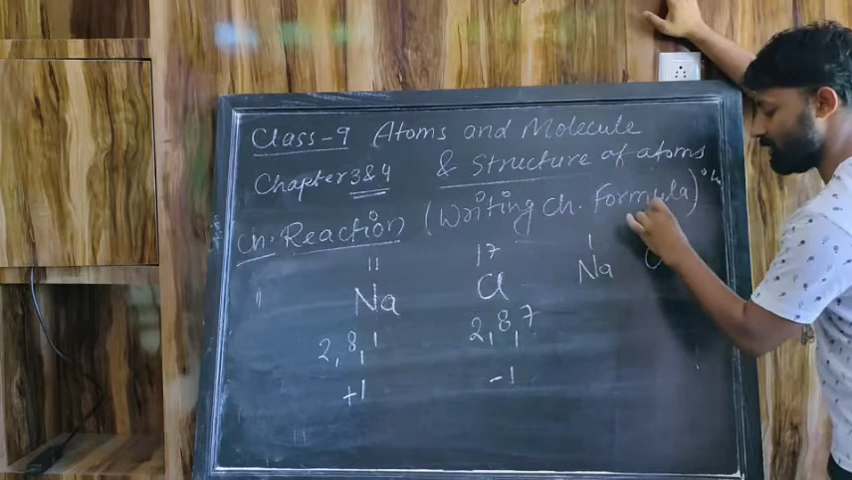 Class-9 Atoms and Molecule
Chapter 3&4 & Structure of atoms
Ch. Reaction (Writing Ch. Formula)
11 17 1
Na Cl Na C
2,8,1 2,8,7
+1 -1